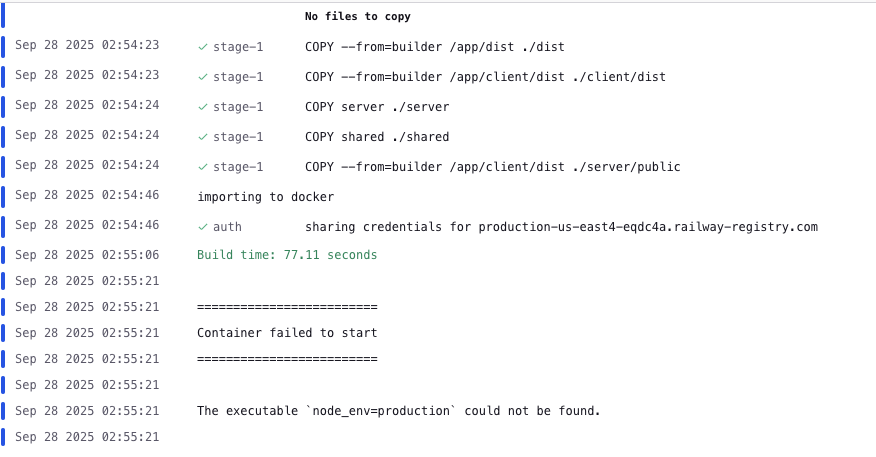 No files to copy
Sep 28 2025 02:54:23 ✓ stage-1 COPY --from=builder /app/dist ./dist
Sep 28 2025 02:54:23 ✓ stage-1 COPY --from=builder /app/client/dist ./client/dist
Sep 28 2025 02:54:24 ✓ stage-1 COPY server ./server
Sep 28 2025 02:54:24 ✓ stage-1 COPY shared ./shared
Sep 28 2025 02:54:24 ✓ stage-1 COPY --from=builder /app/client/dist ./server/public
Sep 28 2025 02:54:46 importing to docker
Sep 28 2025 02:54:46 ✓ auth sharing credentials for production-us-east4-eqdc4a.railway-registry.com
Sep 28 2025 02:55:06 Build time: 77.11 seconds
Sep 28 2025 02:55:21
Sep 28 2025 02:55:21 =========================
Sep 28 2025 02:55:21 Container failed to start
Sep 28 2025 02:55:21 =========================
Sep 28 2025 02:55:21
Sep 28 2025 02:55:21 The executable `node_env=production` could not be found.
Sep 28 2025 02:55:21